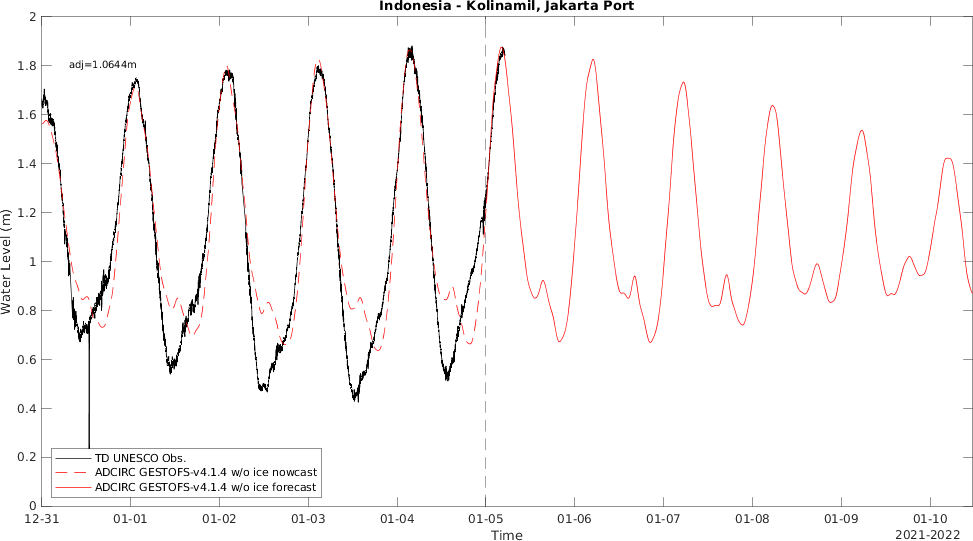 Indonesia - Kolinamil, Jakarta Port
2
1.8
adj=1.0644m
1.6
1.4
1.2
1
0.8
0.6
0.4
0.2
0
Water Level (m)
TD UNESCO Obs.
ADCIRC GESTOFS-v4.1.4 w/o ice nowcast
ADCIRC GESTOFS-v4.1.4 w/o ice forecast
12-31 01-01 01-02 01-03 01-04 01-05 01-06 01-07 01-08 01-09 01-10
Time
2021-2022